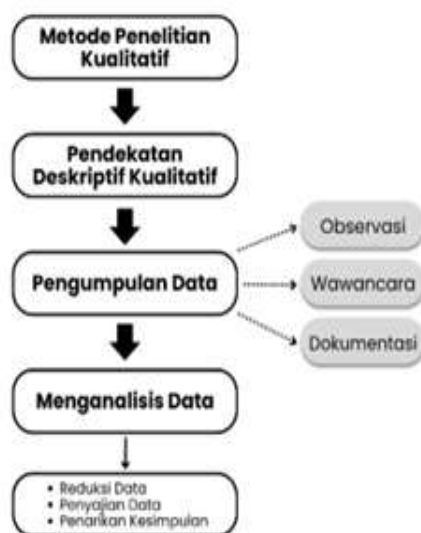 Metode Penelitian
Kualitatif
Pendekatan
Deskriptif Kualitatif
Pengumpulan Data
Observasi
Wawancara
Dokumentasi
Menganalisis Data
• Reduksi Data
• Penyajian Data
• Penarikan Kesimpulan